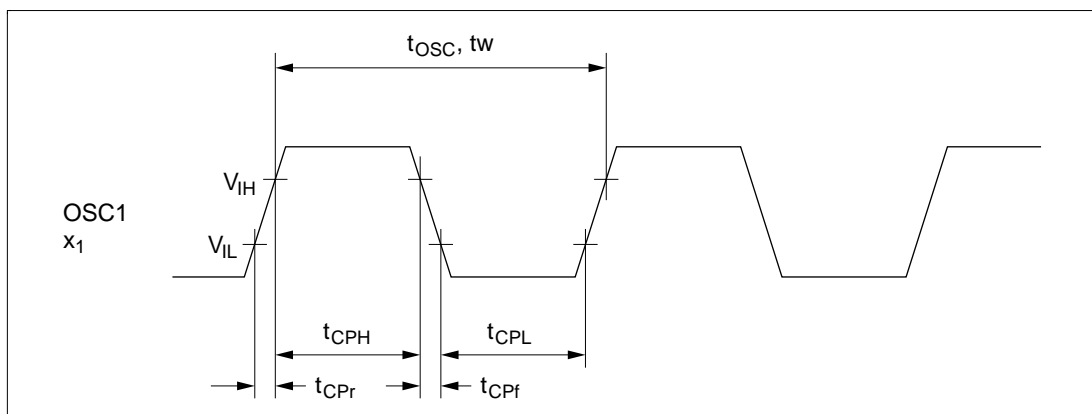 tOSC, tw
VIH
OSC1
x1
VIL
tCPH
tCPL
tCPr
tCPf